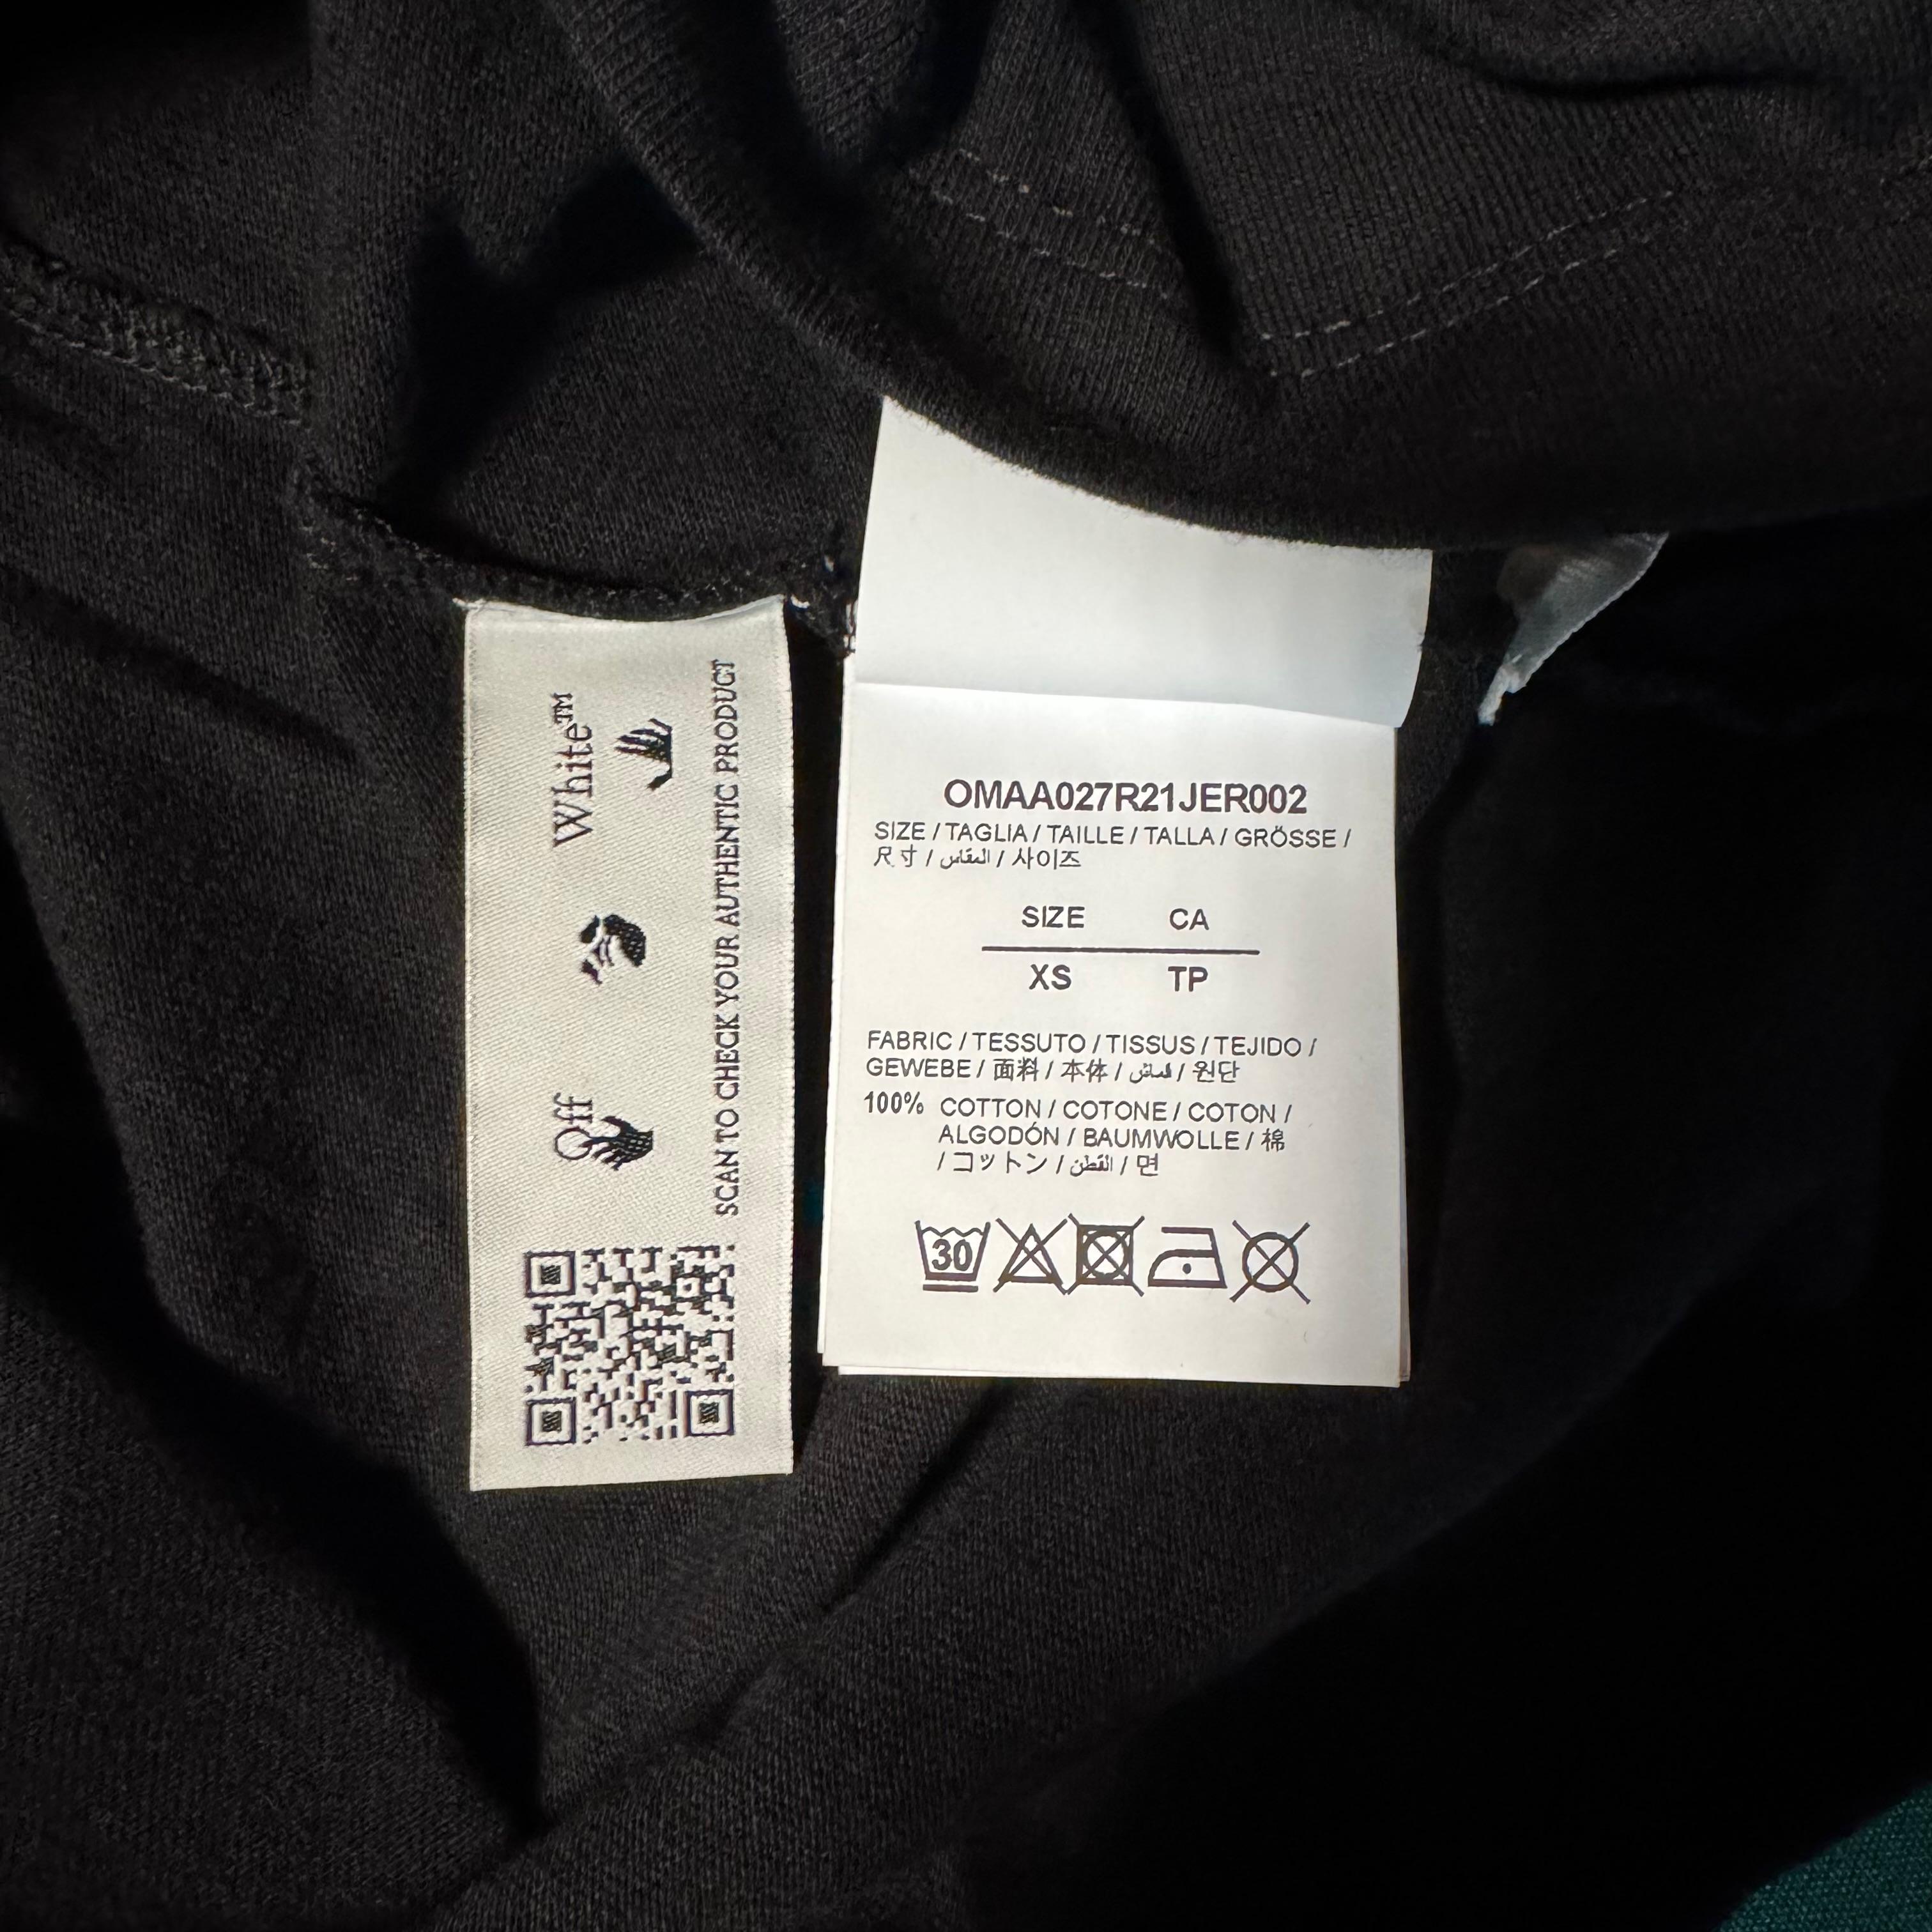 Off White™
SCAN TO CHECK YOUR AUTHENTIC PRODUCT
OMAA027R21JER002
SIZE / TAGLIA / TAILLE / TALLA / GRÖSSE /
尺寸 / المقاس / 사이즈
SIZE CA
XS TP
FABRIC / TESSUTO / TISSUS / TEJIDO /
GEWEBE / 面料 / 本体 / قماش / 원단
100% COTTON / COTONE / COTON /
ALGODÓN / BAUMWOLLE / 棉
/ コットン / القطن / 면
30